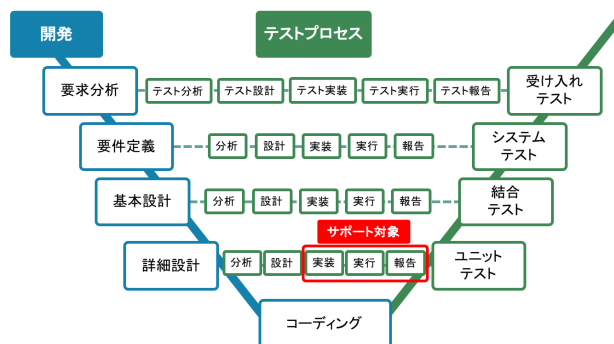 開発
テストプロセス
要求分析
テスト分析
テスト設計
テスト実装
テスト実行
テスト報告
受け入れ
テスト
要件定義
分析
設計
実装
実行
報告
システム
テスト
基本設計
分析
設計
実装
実行
報告
結合
テスト
サポート対象
詳細設計
分析
設計
実装
実行
報告
ユニット
テスト
コーディング